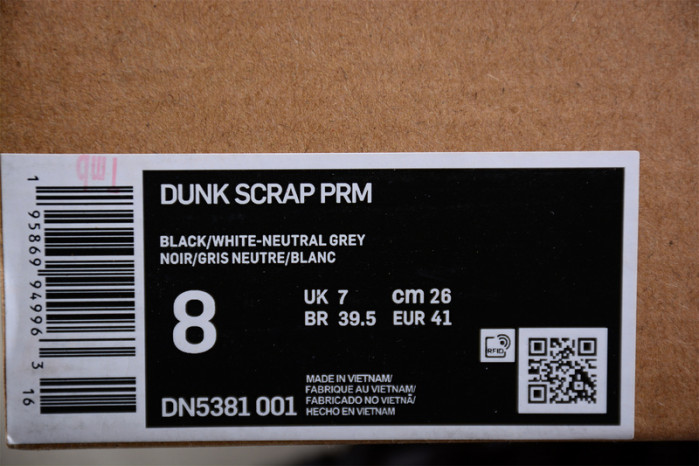 DUNK SCRAP PRM
BLACK/WHITE-NEUTRAL GREY
NOIR/GRIS NEUTRE/BLANC
8
UK 7 cm 26
BR 39.5 EUR 41
RFID
DN5381 001
MADE IN VIETNAM/
FABRIQUE AU VIETNAM/
FABRICADO NO VIETNÃ/
HECHO EN VIETNAM
1 95869 94996 3
16